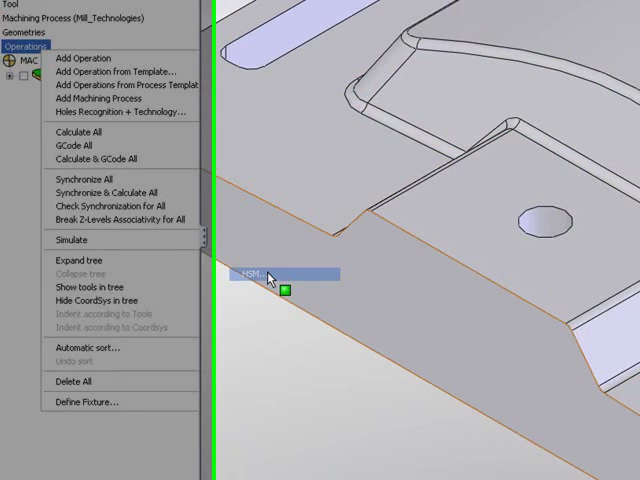 Tool
Machining Process (Mill_Technologies)
Geometries
Operations
MAC
Add Operation
Add Operation from Template...
Add Operations from Process Templat
Add Machining Process
Holes Recognition + Technology...
Calculate All
GCode All
Calculate & GCode All
Synchronize All
Synchronize & Calculate All
Check Synchronization for All
Break Z-Levels Associativity for All
Simulate
Expand tree
Collapse tree
Show tools in tree
Hide CoordSys in tree
Indent according to Tools
Indent according to Coordsys
Automatic sort...
Undo sort
Delete All
Define Fixture...
HSM...